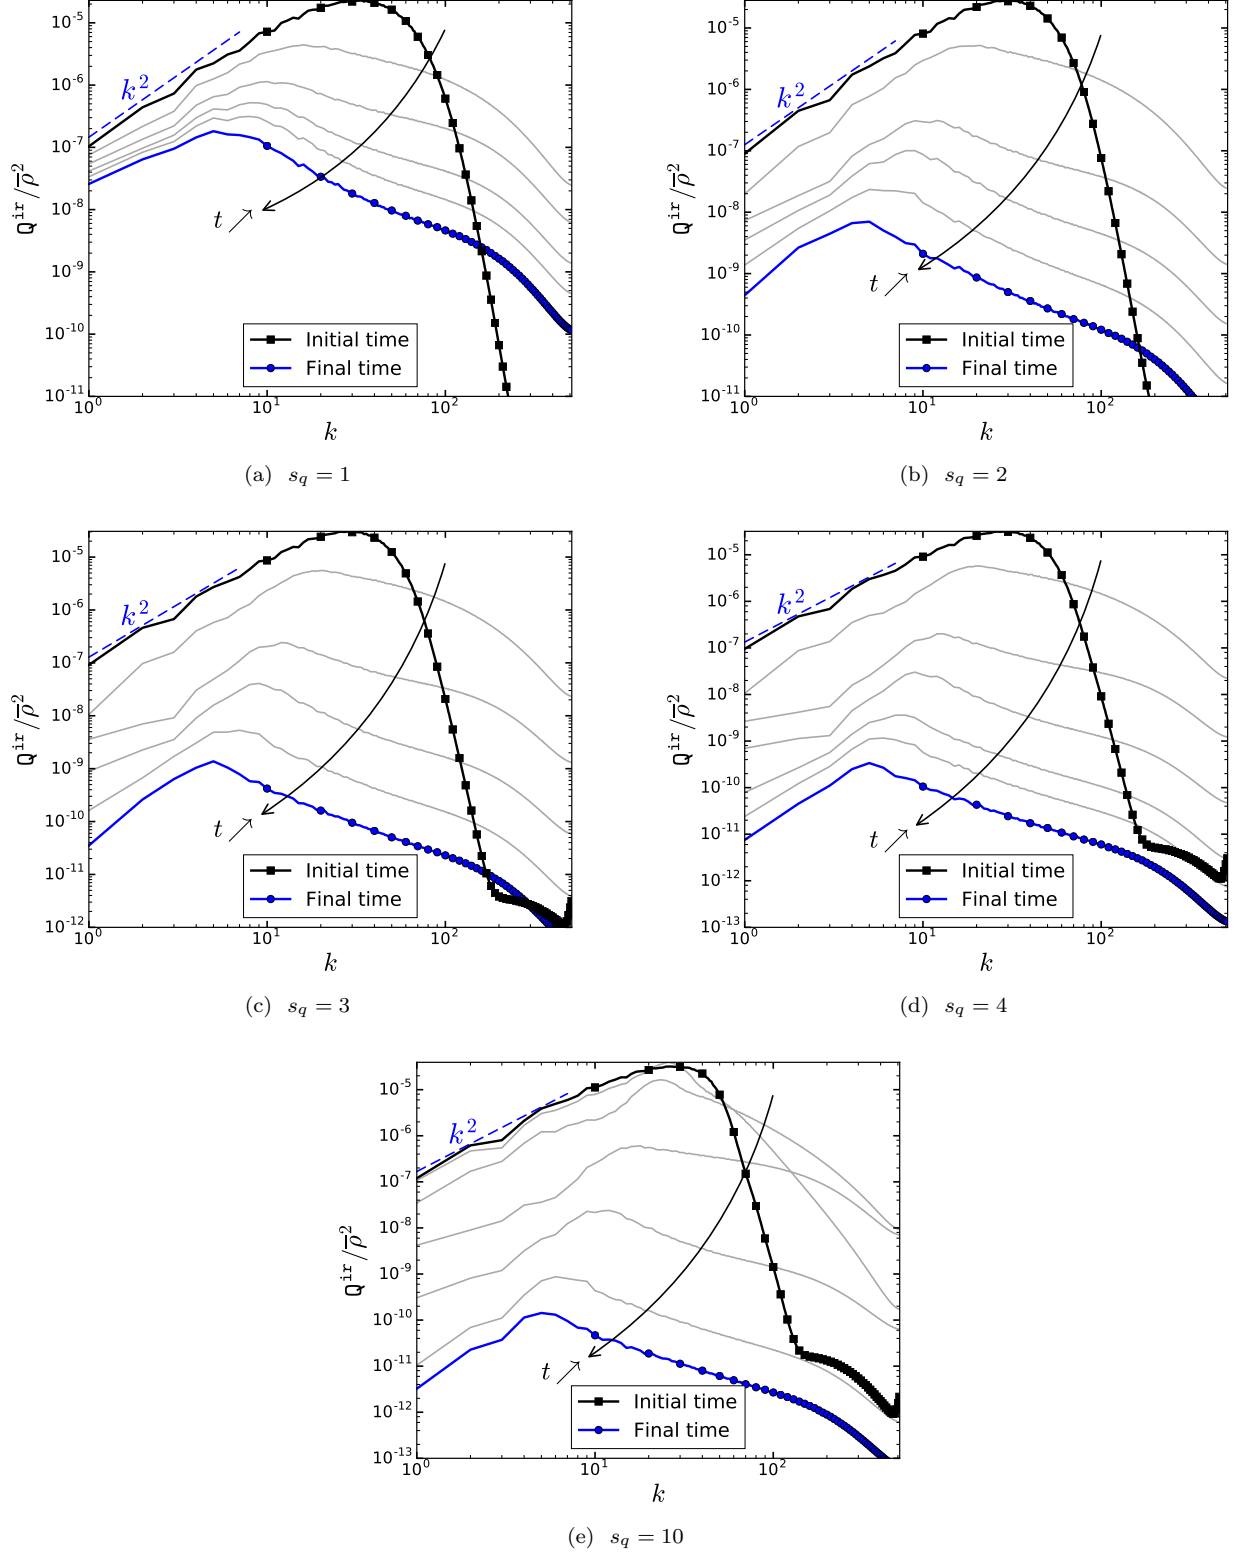 10^{-5}
10^{-6}
10^{-7}
10^{-8}
10^{-9}
10^{-10}
10^{-11}
Q^{ir}/ρ̅^2
k^2
t ↗
Initial time
Final time
10^0 10^1 10^2
k
(a) s_q = 1
10^{-5}
10^{-6}
10^{-7}
10^{-8}
10^{-9}
10^{-10}
10^{-11}
Q^{ir}/ρ̅^2
k^2
t ↗
Initial time
Final time
10^0 10^1 10^2
k
(b) s_q = 2
10^{-5}
10^{-6}
10^{-7}
10^{-8}
10^{-9}
10^{-10}
10^{-11}
10^{-12}
Q^{ir}/ρ̅^2
k^2
t ↗
Initial time
Final time
10^0 10^1 10^2
k
(c) s_q = 3
10^{-5}
10^{-6}
10^{-7}
10^{-8}
10^{-9}
10^{-10}
10^{-11}
10^{-12}
10^{-13}
Q^{ir}/ρ̅^2
k^2
t ↗
Initial time
Final time
10^0 10^1 10^2
k
(d) s_q = 4
10^{-5}
10^{-6}
10^{-7}
10^{-8}
10^{-9}
10^{-10}
10^{-11}
10^{-12}
10^{-13}
Q^{ir}/ρ̅^2
k^2
t ↗
Initial time
Final time
10^0 10^1 10^2
k
(e) s_q = 10